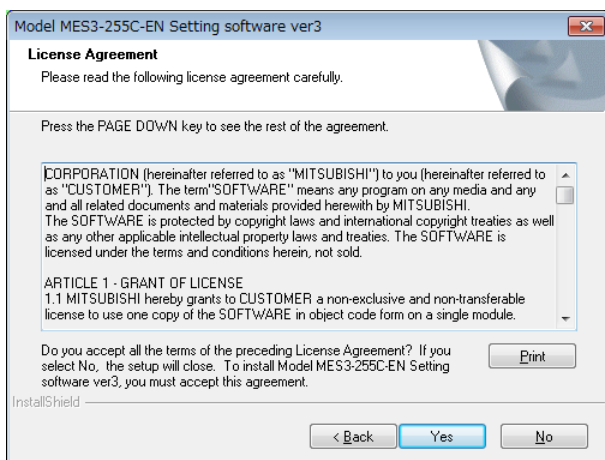 Model MES3-255C-EN Setting software ver3
License Agreement
Please read the following license agreement carefully.
Press the PAGE DOWN key to see the rest of the agreement.
CORPORATION (hereinafter referred to as "MITSUBISHI") to you (hereinafter referred to
as "CUSTOMER"). The term"SOFTWARE" means any program on any media and any
and all related documents and materials provided herewith by MITSUBISHI.
The SOFTWARE is protected by copyright laws and international copyright treaties as well
as any other applicable intellectual property laws and treaties. The SOFTWARE is
licensed under the terms and conditions herein, not sold.
ARTICLE 1 - GRANT OF LICENSE
1.1 MITSUBISHI hereby grants to CUSTOMER a non-exclusive and non-transferable
license to use one copy of the SOFTWARE in object code form on a single module.
Do you accept all the terms of the preceding License Agreement? If you
select No, the setup will close. To install Model MES3-255C-EN Setting
software ver3, you must accept this agreement.
Print
InstallShield
< Back
Yes
No